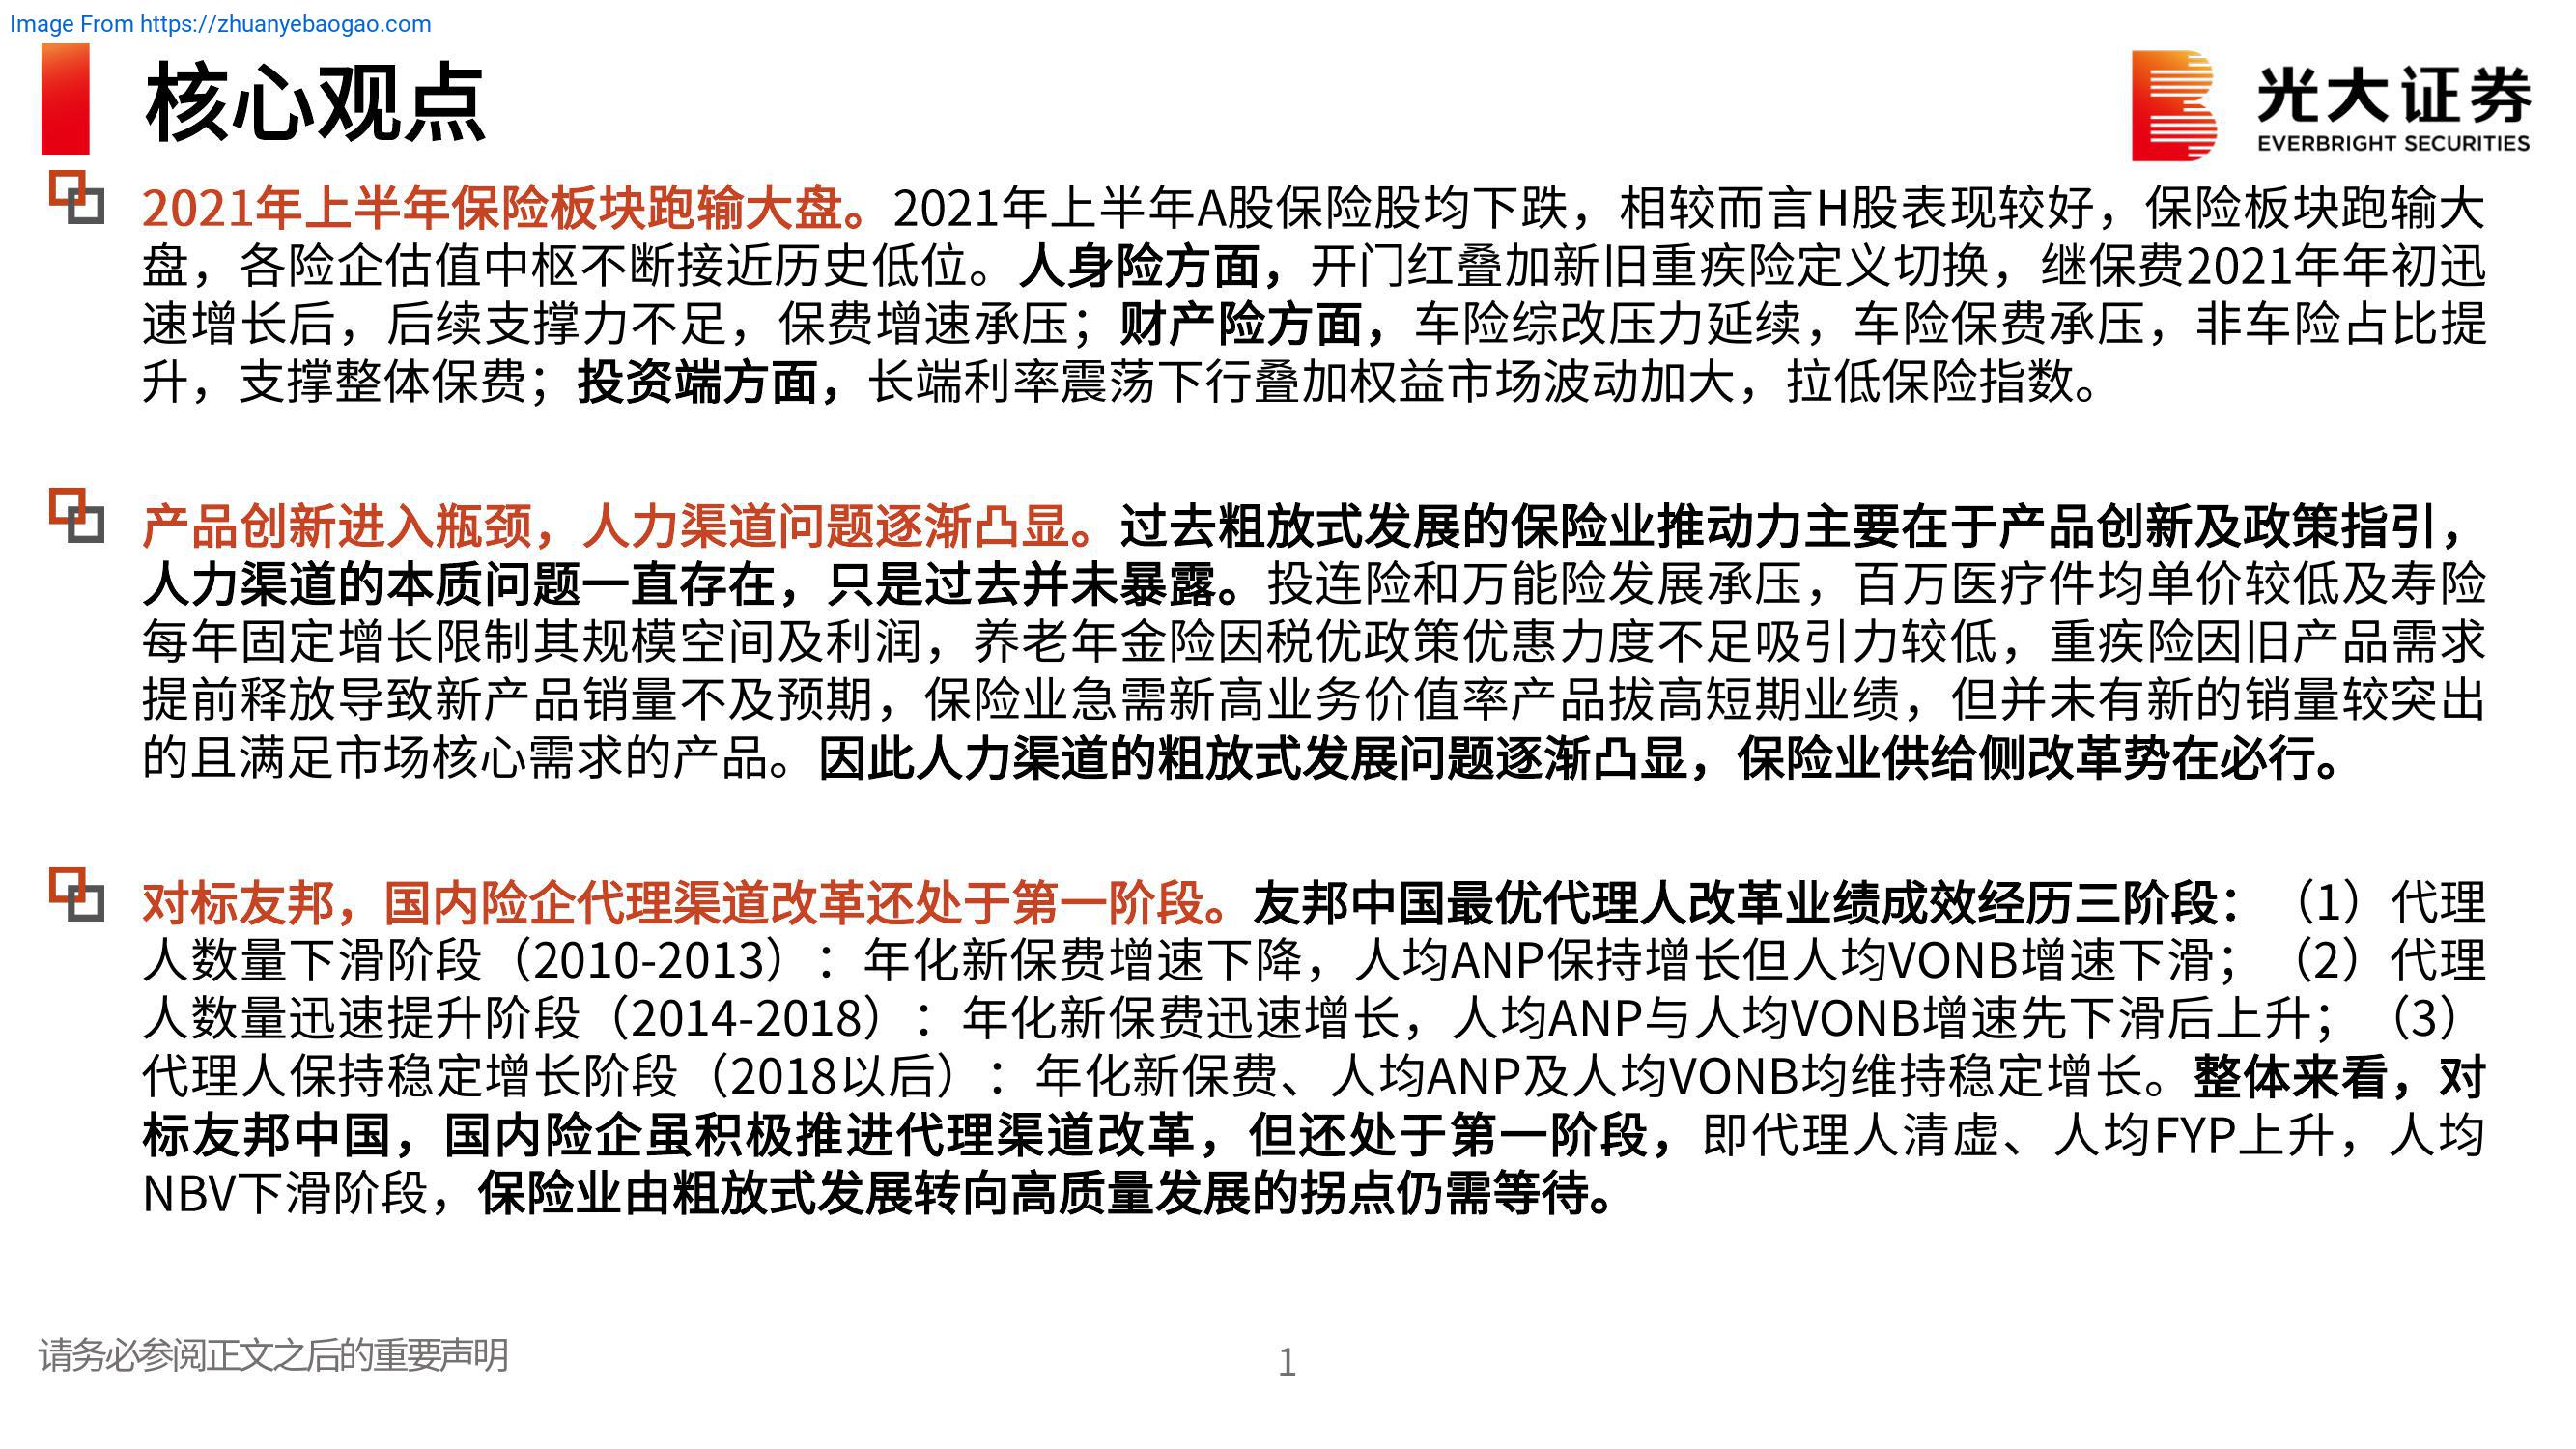 Image From https://zhuanyebaogao.com
核心观点
光大证券
EVERBRIGHT SECURITIES
2021年上半年保险板块跑输大盘。2021年上半年A股保险股均下跌，相较而言H股表现较好，保险板块跑输大
盘，各险企估值中枢不断接近历史低位。人身险方面，开门红叠加新旧重疾险定义切换，继保费2021年年初迅
速增长后，后续支撑力不足，保费增速承压；财产险方面，车险综改压力延续，车险保费承压，非车险占比提
升，支撑整体保费；投资端方面，长端利率震荡下行叠加权益市场波动加大，拉低保险指数。
产品创新进入瓶颈，人力渠道问题逐渐凸显。过去粗放式发展的保险业推动力主要在于产品创新及政策指引，
人力渠道的本质问题一直存在，只是过去并未暴露。投连险和万能险发展承压，百万医疗件均单价较低及寿险
每年固定增长限制其规模空间及利润，养老年金险因税优政策优惠力度不足吸引力较低，重疾险因旧产品需求
提前释放导致新产品销量不及预期，保险业急需新高业务价值率产品拔高短期业绩，但并未有新的销量较突出
的且满足市场核心需求的产品。因此人力渠道的粗放式发展问题逐渐凸显，保险业供给侧改革势在必行。
对标友邦，国内险企代理渠道改革还处于第一阶段。友邦中国最优代理人改革业绩成效经历三阶段：（1）代理
人数量下滑阶段（2010-2013）：年化新保费增速下降，人均ANP保持增长但人均VONB增速下滑；（2）代理
人数量迅速提升阶段（2014-2018）：年化新保费迅速增长，人均ANP与人均VONB增速先下滑后上升；（3）
代理人保持稳定增长阶段（2018以后）：年化新保费、人均ANP及人均VONB均维持稳定增长。整体来看，对
标友邦中国，国内险企虽积极推进代理渠道改革，但还处于第一阶段，即代理人清虚、人均FYP上升，人均
NBV下滑阶段，保险业由粗放式发展转向高质量发展的拐点仍需等待。
请务必参阅正文之后的重要声明
1